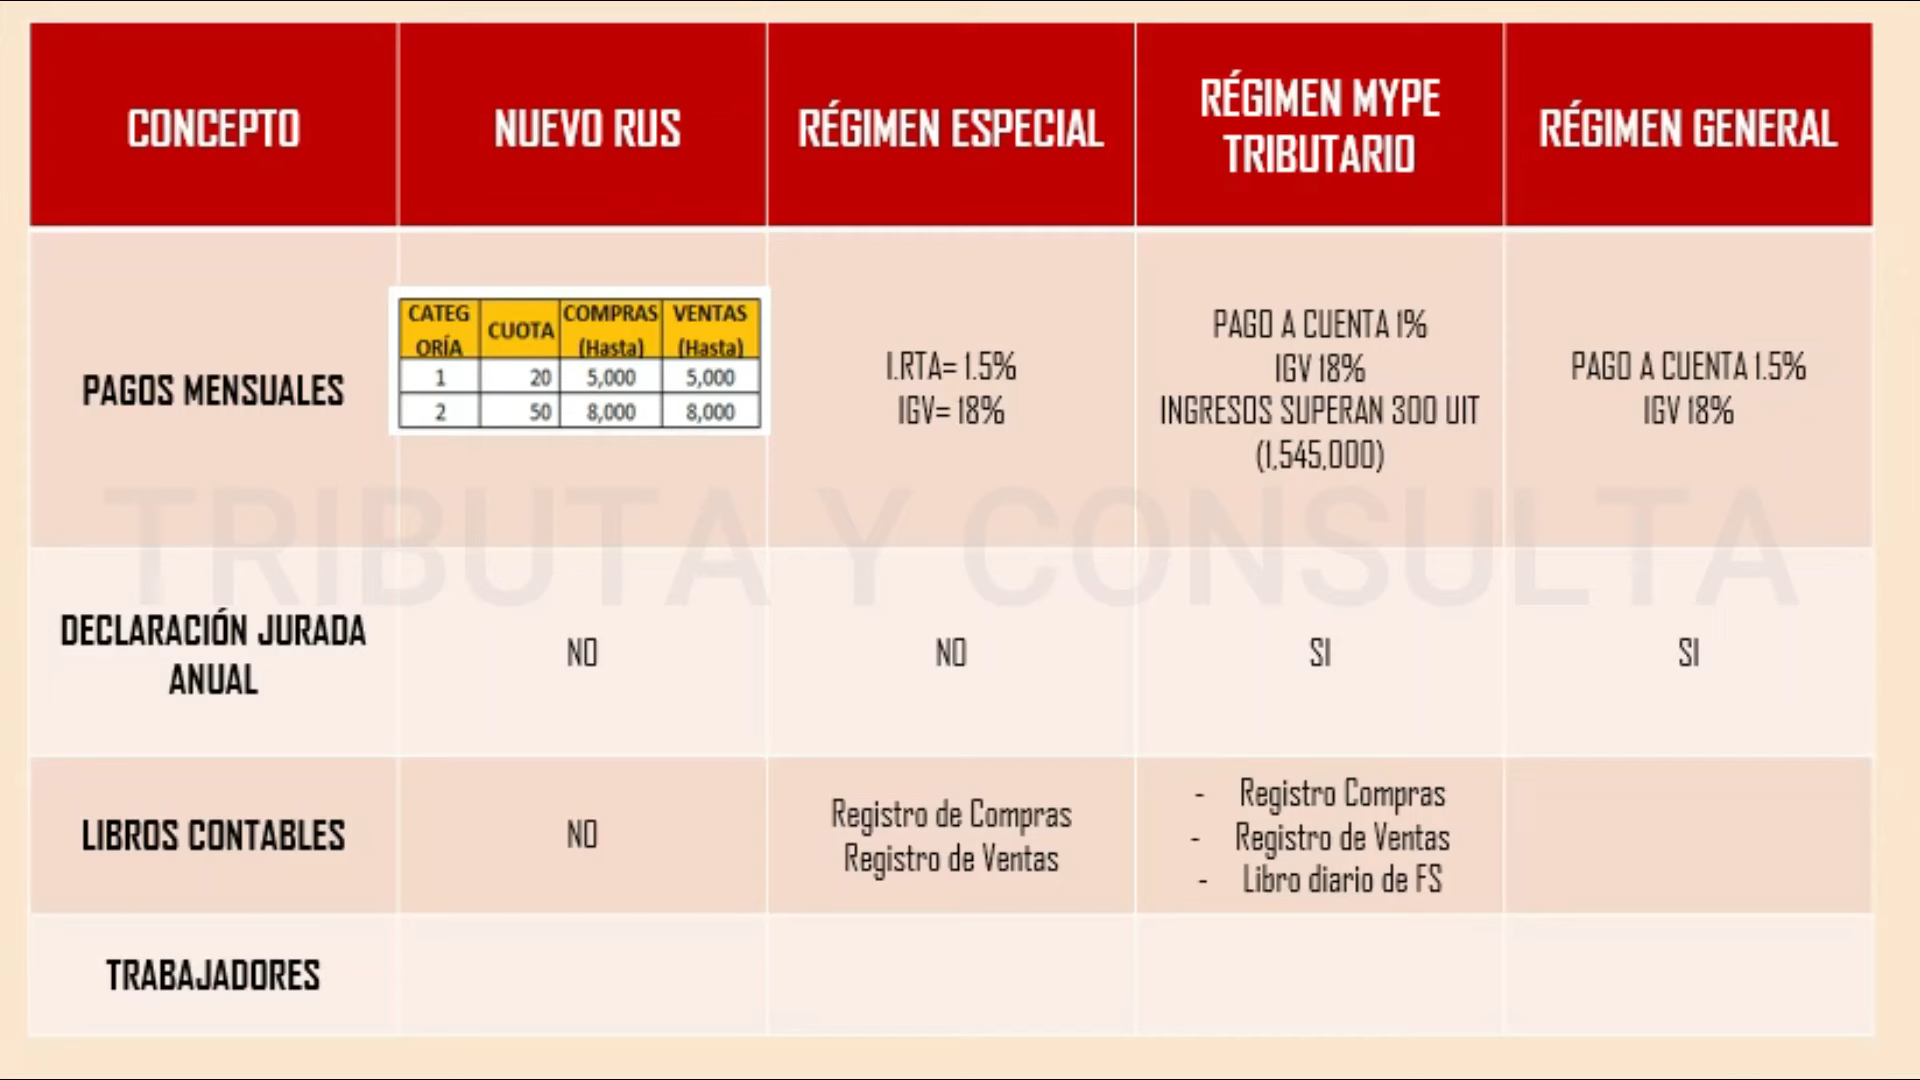 CONCEPTO
NUEVO RUS
RÉGIMEN ESPECIAL
RÉGIMEN MYPE
TRIBUTARIO
RÉGIMEN GENERAL
PAGOS MENSUALES
CATEG
ORÍA
CUOTA
COMPRAS
(Hasta)
VENTAS
(Hasta)
1 20 5,000 5,000
2 50 8,000 8,000
I.RTA= 1.5%
IGV= 18%
PAGO A CUENTA 1%
IGV 18%
INGRESOS SUPERAN 300 UIT
(1,545,000)
PAGO A CUENTA 1.5%
IGV 18%
TRIBUTA Y CONSULTA
DECLARACIÓN JURADA
ANUAL
NO
NO
SI
SI
LIBROS CONTABLES
NO
Registro de Compras
Registro de Ventas
- Registro Compras
- Registro de Ventas
- Libro diario de FS
TRABAJADORES